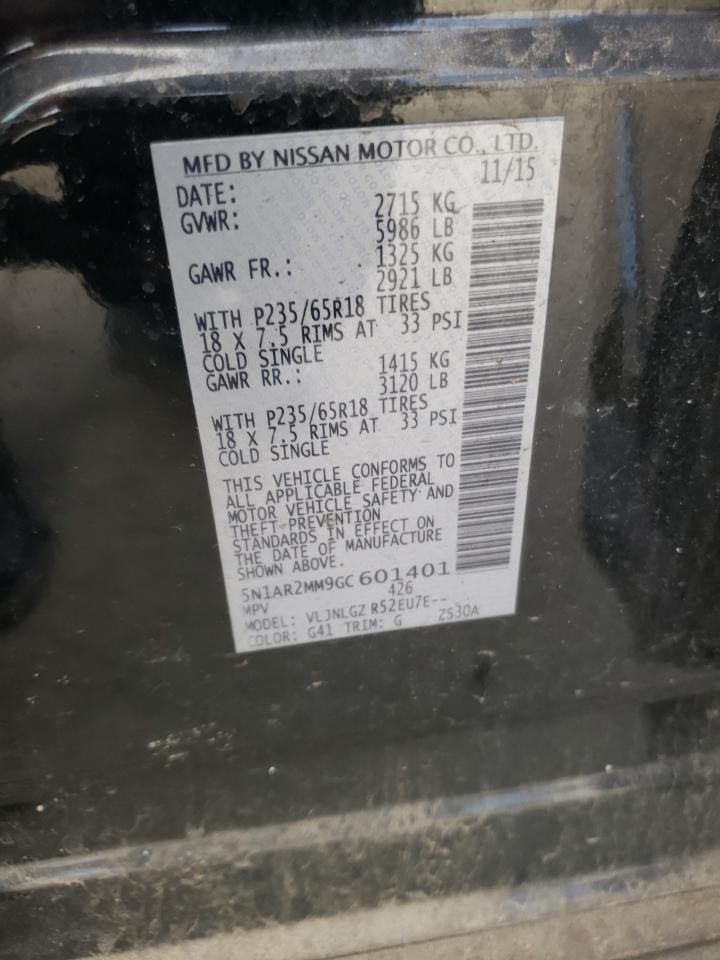 MFD BY NISSAN MOTOR CO., LTD.
DATE: 11/15
GVWR: 2715 KG
5986 LB
GAWR FR.: 1325 KG
2921 LB
WITH P235/65R18 TIRES
18 X 7.5 RIMS AT 33 PSI
COLD SINGLE
GAWR RR.: 1415 KG
3120 LB
WITH P235/65R18 TIRES
18 X 7.5 RIMS AT 33 PSI
COLD SINGLE
THIS VEHICLE CONFORMS TO
ALL APPLICABLE FEDERAL
MOTOR VEHICLE SAFETY AND
THEFT PREVENTION
STANDARDS IN EFFECT ON
THE DATE OF MANUFACTURE
SHOWN ABOVE.
5N1AR2MM9GC 601401
MPV 426
MODEL: VLJNLGZ R52EU7E--
COLOR: G41 TRIM: G ZS30A